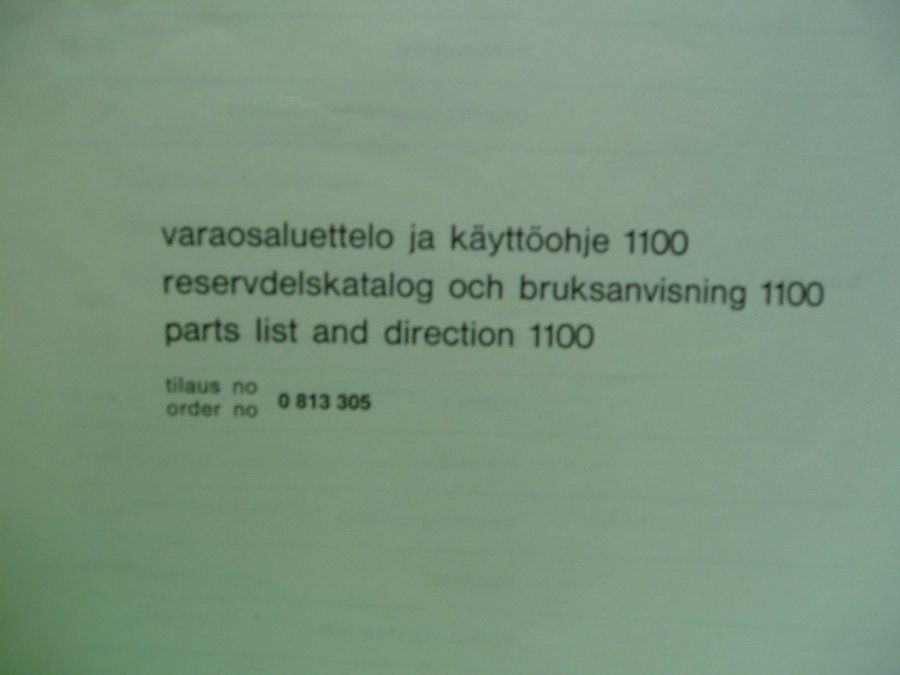 varaosaluettelo ja käyttöohje 1100
reservdelskatalog och bruksanvisning 1100
parts list and direction 1100
tilaus no
order no 0 813 305